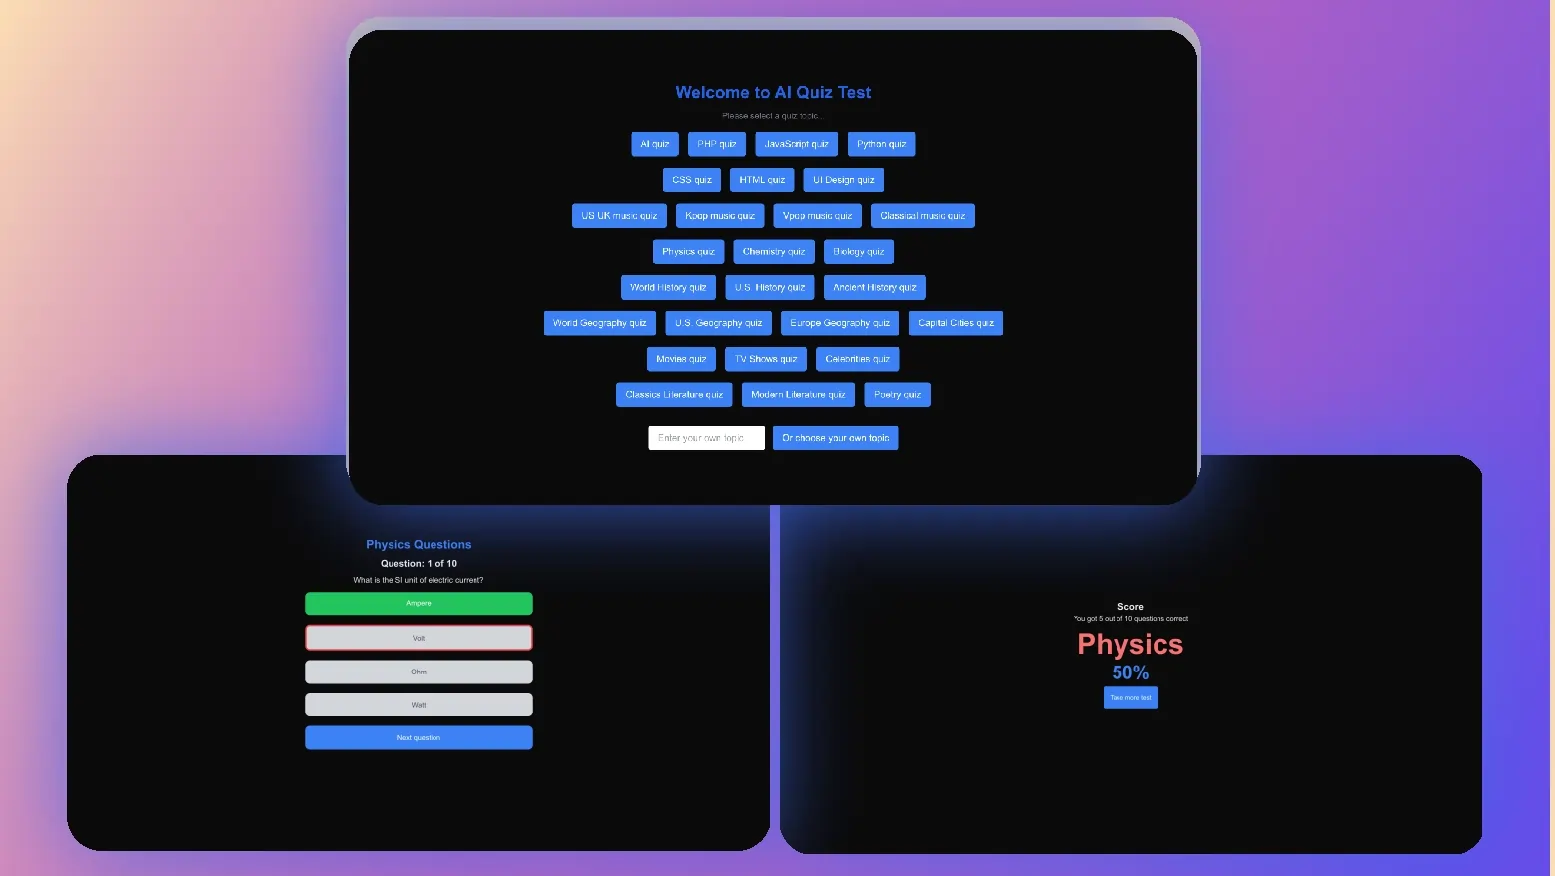 Welcome to AI Quiz Test
Please select a quiz topic...
AI quiz PHP quiz JavaScript quiz Python quiz
CSS quiz HTML quiz UI Design quiz
US UK music quiz Kpop music quiz Vpop music quiz Classical music quiz
Physics quiz Chemistry quiz Biology quiz
World History quiz U.S. History quiz Ancient History quiz
World Geography quiz U.S. Geography quiz Europe Geography quiz Capital Cities quiz
Movies quiz TV Shows quiz Celebrities quiz
Classics Literature quiz Modern Literature quiz Poetry quiz
Enter your own topic Or choose your own topic
Physics Questions
Question: 1 of 10
What is the SI unit of electric current?
Ampere
Volt
Ohm
Watt
Next question
Score
You got 5 out of 10 questions correct
Physics
50%
Two more test